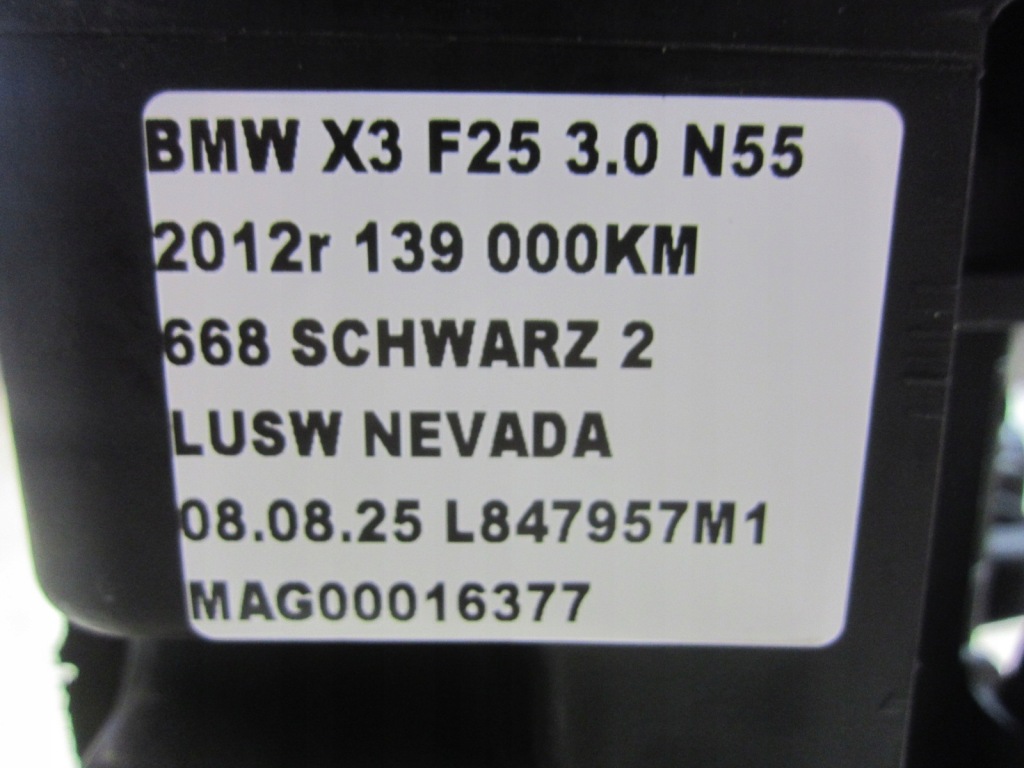 BMW X3 F25 3.0 N55
2012r 139 000KM
668 SCHWARZ 2
LUSW NEVADA
08.08.25 L847957M1
MAG00016377